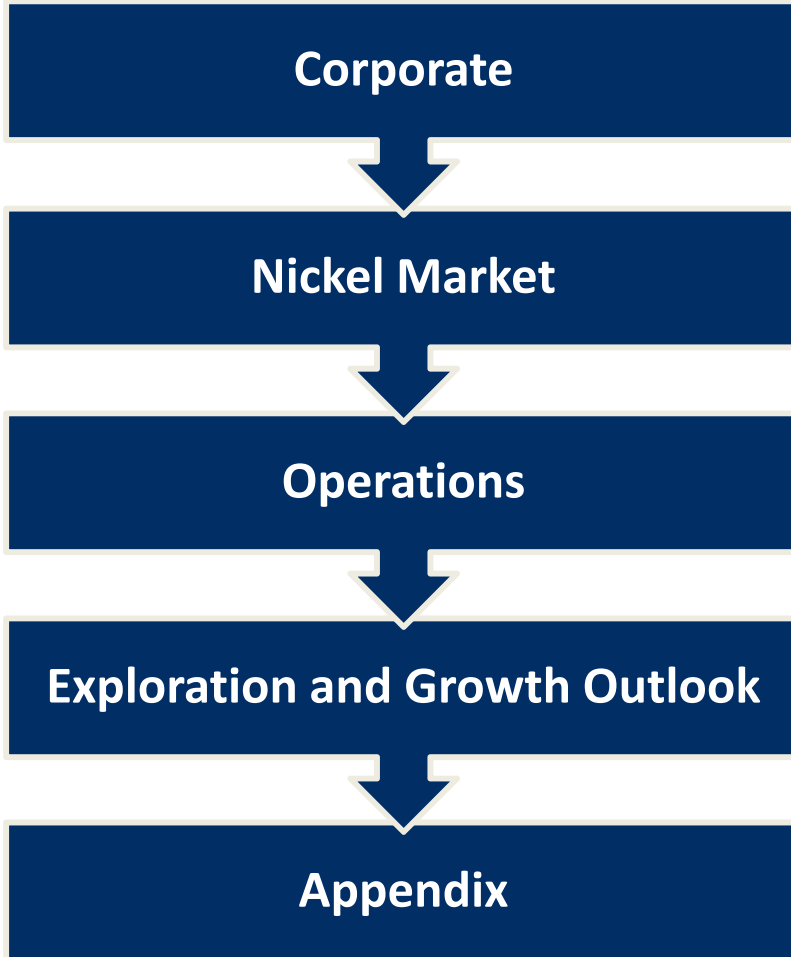 Corporate
Nickel Market
Operations
Exploration and Growth Outlook
Appendix